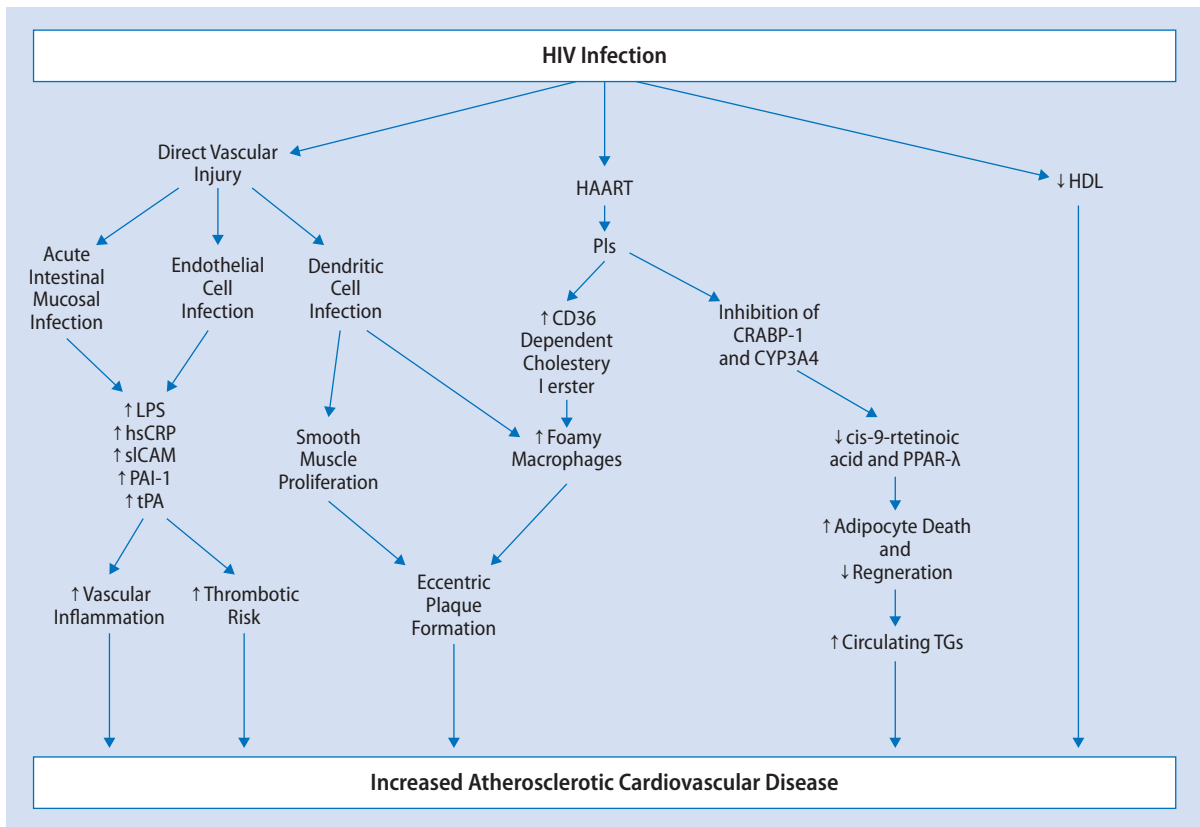 HIV Infection
Direct Vascular
Injury
HAART
↓HDL
PIs
Acute
Intestinal
Mucosal
Infection
Endothelial
Cell
Infection
Dendritic
Cell
Infection
↑CD36
Dependent
Cholestery
l erster
Inhibition of
CRABP-1
and CYP3A4
↑LPS
↑hsCRP
↑slCAM
↑PAI-1
↑tPA
Smooth
Muscle
Proliferation
↑Foamy
Macrophages
↓cis-9-rtetinoic
acid and PPAR-λ
↑Adipocyte Death
and
↓Regneration
↑Vascular
Inflammation
↑Thrombotic
Risk
Eccentric
Plaque
Formation
↑Circulating TGs
Increased Atherosclerotic Cardiovascular Disease